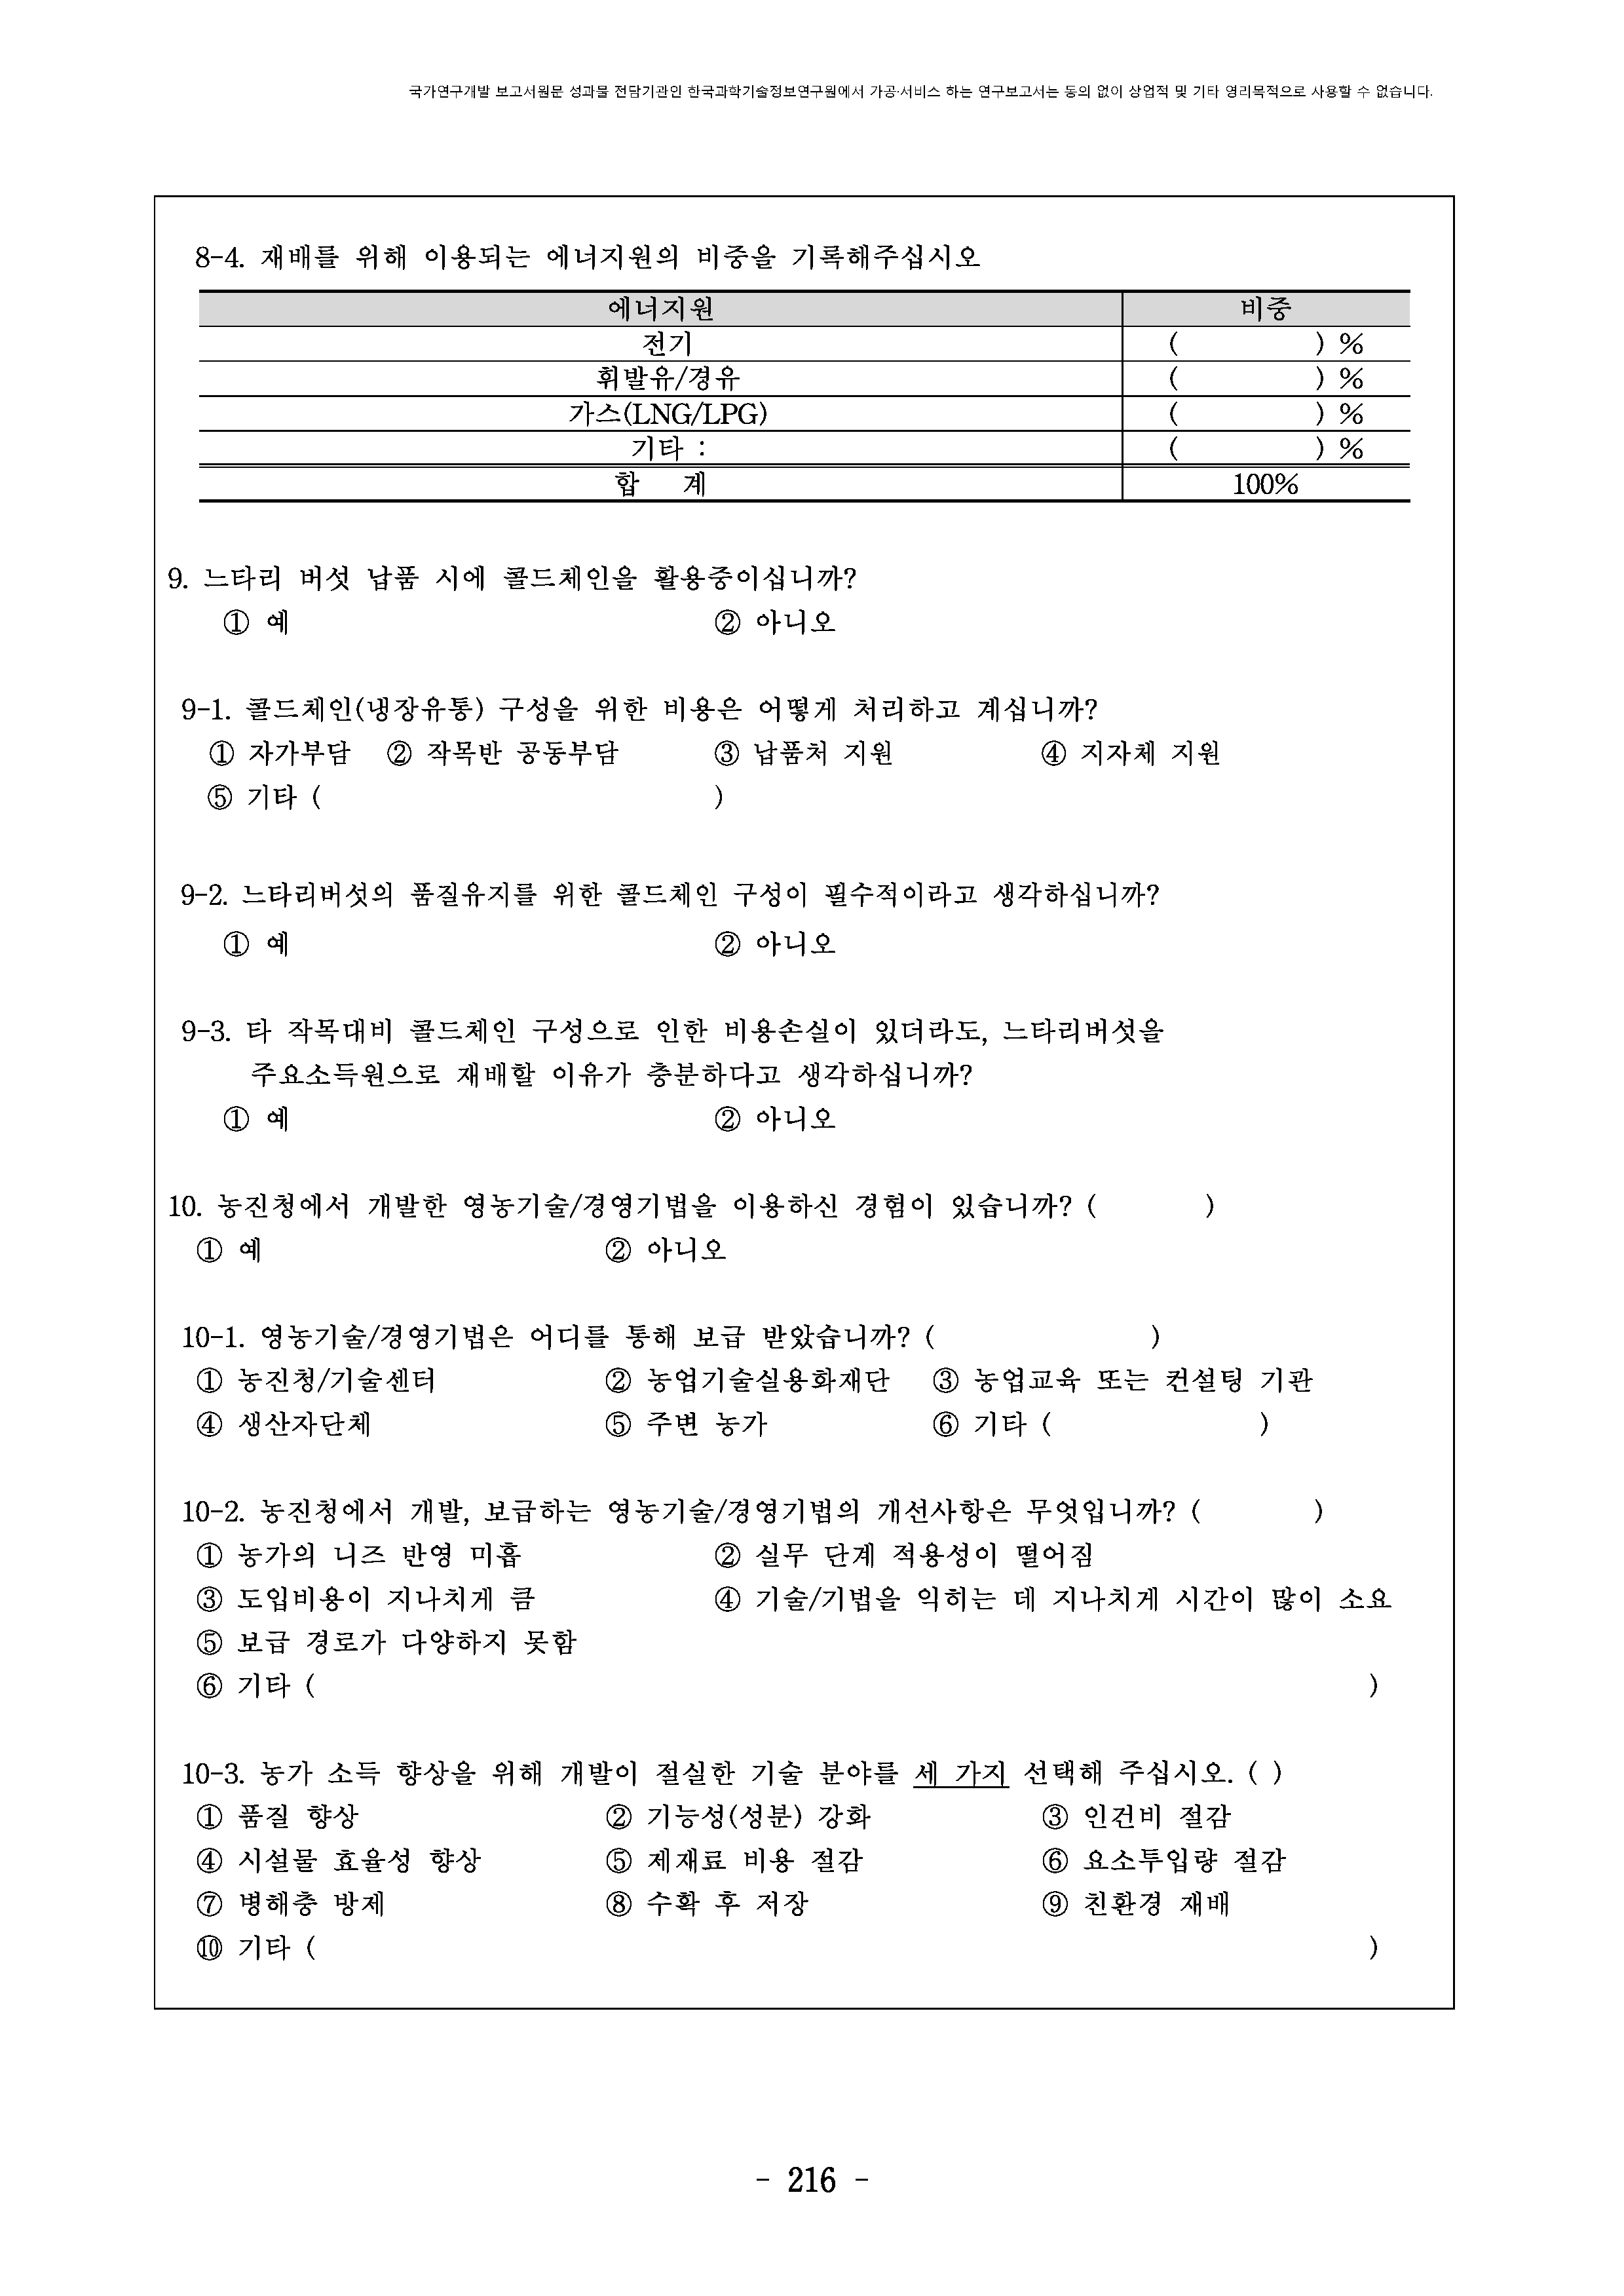 국가연구개발 보고서원문 성과물 전담기관인 한국과학기술정보연구원에서 가공·서비스 하는 연구보고서는 동의 없이 상업적 및 기타 영리목적으로 사용할 수 없습니다.
8-4. 재배를 위해 이용되는 에너지원의 비중을 기록해주십시오
에너지원 비중
전기 ( ) %
휘발유/경유 ( ) %
가스(LNG/LPG) ( ) %
기타 : ( ) %
합 계 100%
9. 느타리 버섯 납품 시에 콜드체인을 활용중이십니까?
① 예 ② 아니오
9-1. 콜드체인(냉장유통) 구성을 위한 비용은 어떻게 처리하고 계십니까?
① 자가부담 ② 작목반 공동부담 ③ 납품처 지원 ④ 지자체 지원
⑤ 기타 ( )
9-2. 느타리버섯의 품질유지를 위한 콜드체인 구성이 필수적이라고 생각하십니까?
① 예 ② 아니오
9-3. 타 작목대비 콜드체인 구성으로 인한 비용손실이 있더라도, 느타리버섯을
주요소득원으로 재배할 이유가 충분하다고 생각하십니까?
① 예 ② 아니오
10. 농진청에서 개발한 영농기술/경영기법을 이용하신 경험이 있습니까? ( )
① 예 ② 아니오
10-1. 영농기술/경영기법은 어디를 통해 보급 받았습니까? ( )
① 농진청/기술센터 ② 농업기술실용화재단 ③ 농업교육 또는 컨설팅 기관
④ 생산자단체 ⑤ 주변 농가 ⑥ 기타 ( )
10-2. 농진청에서 개발, 보급하는 영농기술/경영기법의 개선사항은 무엇입니까? ( )
① 농가의 니즈 반영 미흡 ② 실무 단계 적용성이 떨어짐
③ 도입비용이 지나치게 큼 ④ 기술/기법을 익히는 데 지나치게 시간이 많이 소요
⑤ 보급 경로가 다양하지 못함
⑥ 기타 ( )
10-3. 농가 소득 향상을 위해 개발이 절실한 기술 분야를 세 가지 선택해 주십시오. ( )
① 품질 향상 ② 기능성(성분) 강화 ③ 인건비 절감
④ 시설물 효율성 향상 ⑤ 제재료 비용 절감 ⑥ 요소투입량 절감
⑦ 병해충 방제 ⑧ 수확 후 저장 ⑨ 친환경 재배
⑩ 기타 ( )
- 216 -